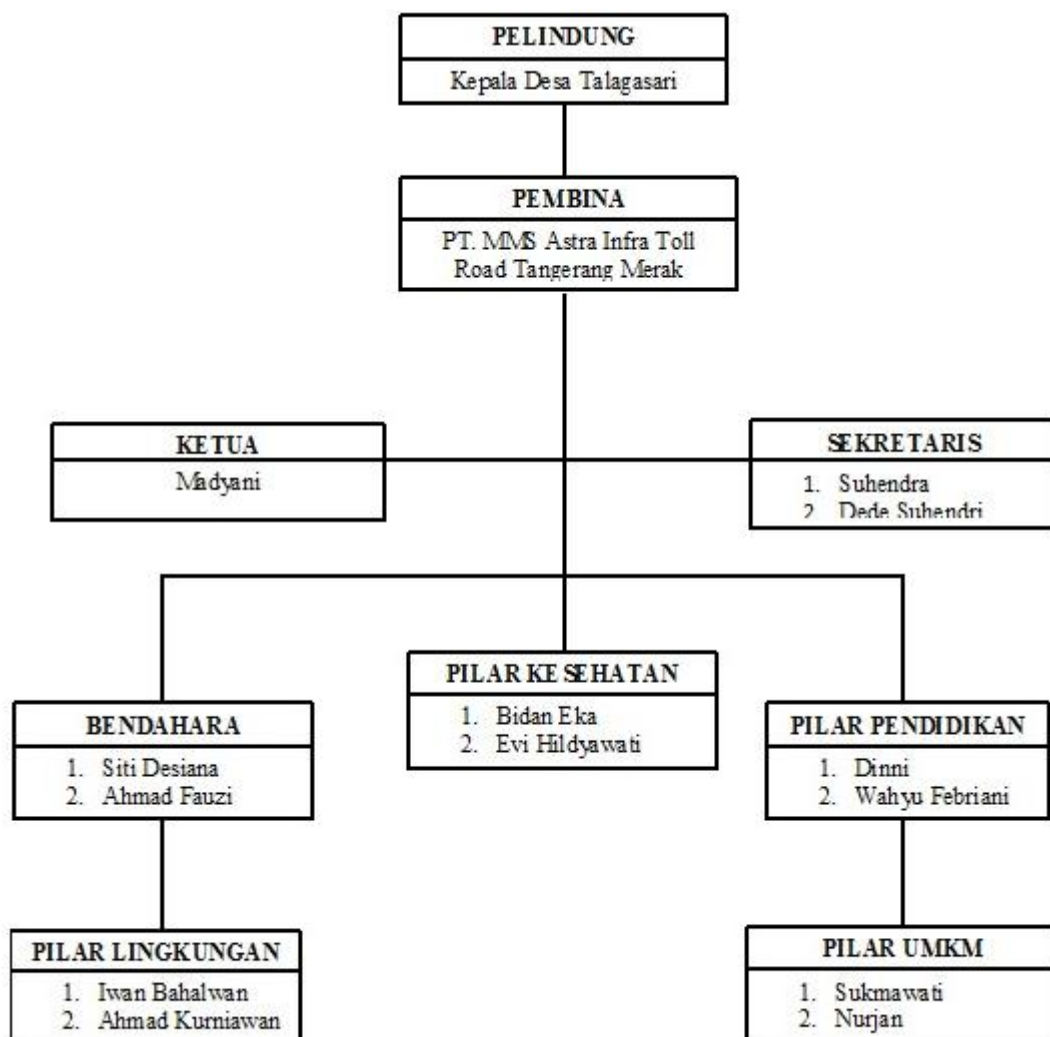 PELINDUNG
Kepala Desa Talagasari
PEMBINA
PT. MMS Astra Infra Toll
Road Tangerang Merak
KETUA
Madyani
SEKRETARIS
1. Suhendra
2 Dede Suhendri
PILAR KESEHATAN
1. Bidan Eka
2. Evi Hildyawati
BENDAHARA
1. Siti Desiana
2. Ahmad Fauzi
PILAR PENDIDIKAN
1. Dinni
2. Wahyu Febriani
PILAR LINGKUNGAN
1. Iwan Bahalwan
2. Ahmad Kurniawan
PILAR UMKM
1. Sukmawati
2. Nurjan